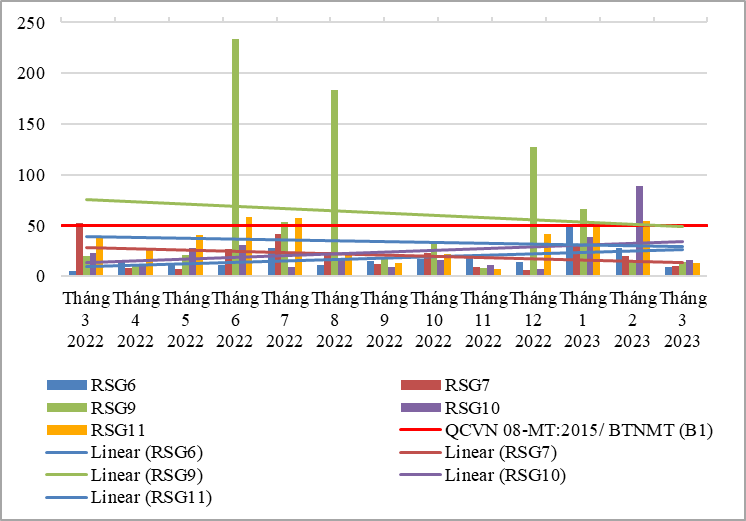 250
200
150
100
50
0
Tháng Tháng Tháng Tháng Tháng Tháng Tháng Tháng Tháng Tháng Tháng Tháng Tháng
3 4 5 6 7 8 9 10 11 12 1 2 3
2022 2022 2022 2022 2022 2022 2022 2022 2022 2022 2023 2023 2023
RSG6 RSG7
RSG9 RSG10
RSG11 QCVN 08-MT:2015/ BTNMT (B1)
Linear (RSG6) Linear (RSG7)
Linear (RSG9) Linear (RSG10)
Linear (RSG11)